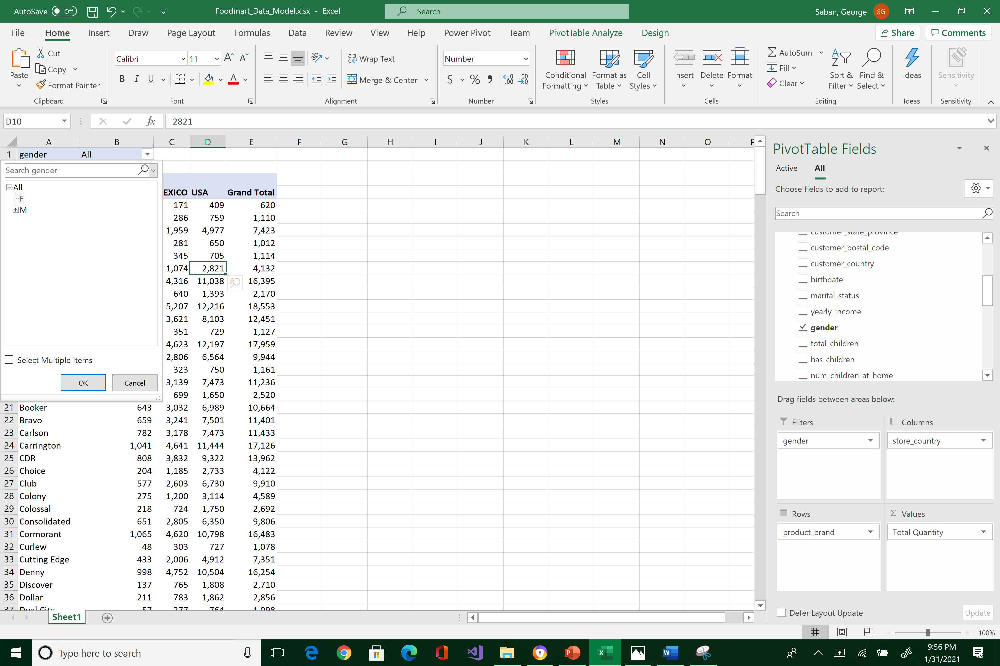 AutoSave Off Foodmart_Data_Model.xlsx - Excel Search Saban, George SG
File Home Insert Draw Page Layout Formulas Data Review View Help Power Pivot Team PivotTable Analyze Design Share Comments
Paste Cut Copy Format Painter
Clipboard
Calibri 11
B I U
Font
Wrap Text
Merge & Center
Alignment
Number
$ % ,
Number
Conditional Formatting Format as Table Cell Styles
Styles
Insert Delete Format
Cells
AutoSum Fill Clear Sort & Filter Find & Select
Editing
Ideas
Ideas
Sensitivity
Sensitivity
D10 fx 2821
A B C D E F G H I J K L M N O
1 gender All
Search gender
All
F
M
Select Multiple Items
OK Cancel
EXICO USA Grand Total
171 409 620
286 759 1,110
1,959 4,977 7,423
281 650 1,012
345 705 1,114
1,074 2,821 4,132
4,316 11,038 16,395
640 1,393 2,170
5,207 12,216 18,553
3,621 8,103 12,451
351 729 1,127
4,623 12,197 17,959
2,806 6,564 9,944
323 750 1,161
3,139 7,473 11,236
699 1,650 2,520
21 Booker 643 3,032 6,989 10,664
22 Bravo 659 3,241 7,501 11,401
23 Carlson 782 3,178 7,473 11,433
24 Carrington 1,041 4,641 11,444 17,126
25 CDR 808 3,832 9,322 13,962
26 Choice 204 1,185 2,733 4,122
27 Club 577 2,603 6,730 9,910
28 Colony 275 1,200 3,114 4,589
29 Colossal 218 724 1,750 2,692
30 Consolidated 651 2,805 6,350 9,806
31 Cormorant 1,065 4,620 10,798 16,483
32 Curlew 48 303 727 1,078
33 Cutting Edge 433 2,006 4,912 7,351
34 Denny 998 4,752 10,504 16,254
35 Discover 137 765 1,808 2,710
36 Dollar 211 783 1,862 2,856
37 Dual City 57 277 764 1,098
PivotTable Fields
Active All
Choose fields to add to report:
Search
customer_state_province
customer_postal_code
customer_country
birthdate
marital_status
yearly_income
gender
total_children
has_children
num_children_at_home
Drag fields between areas below:
Filters Columns
gender store_country
Rows Values
product_brand Total Quantity
Defer Layout Update Update
Sheet1
100%
Type here to search
9:56 PM
1/31/2021